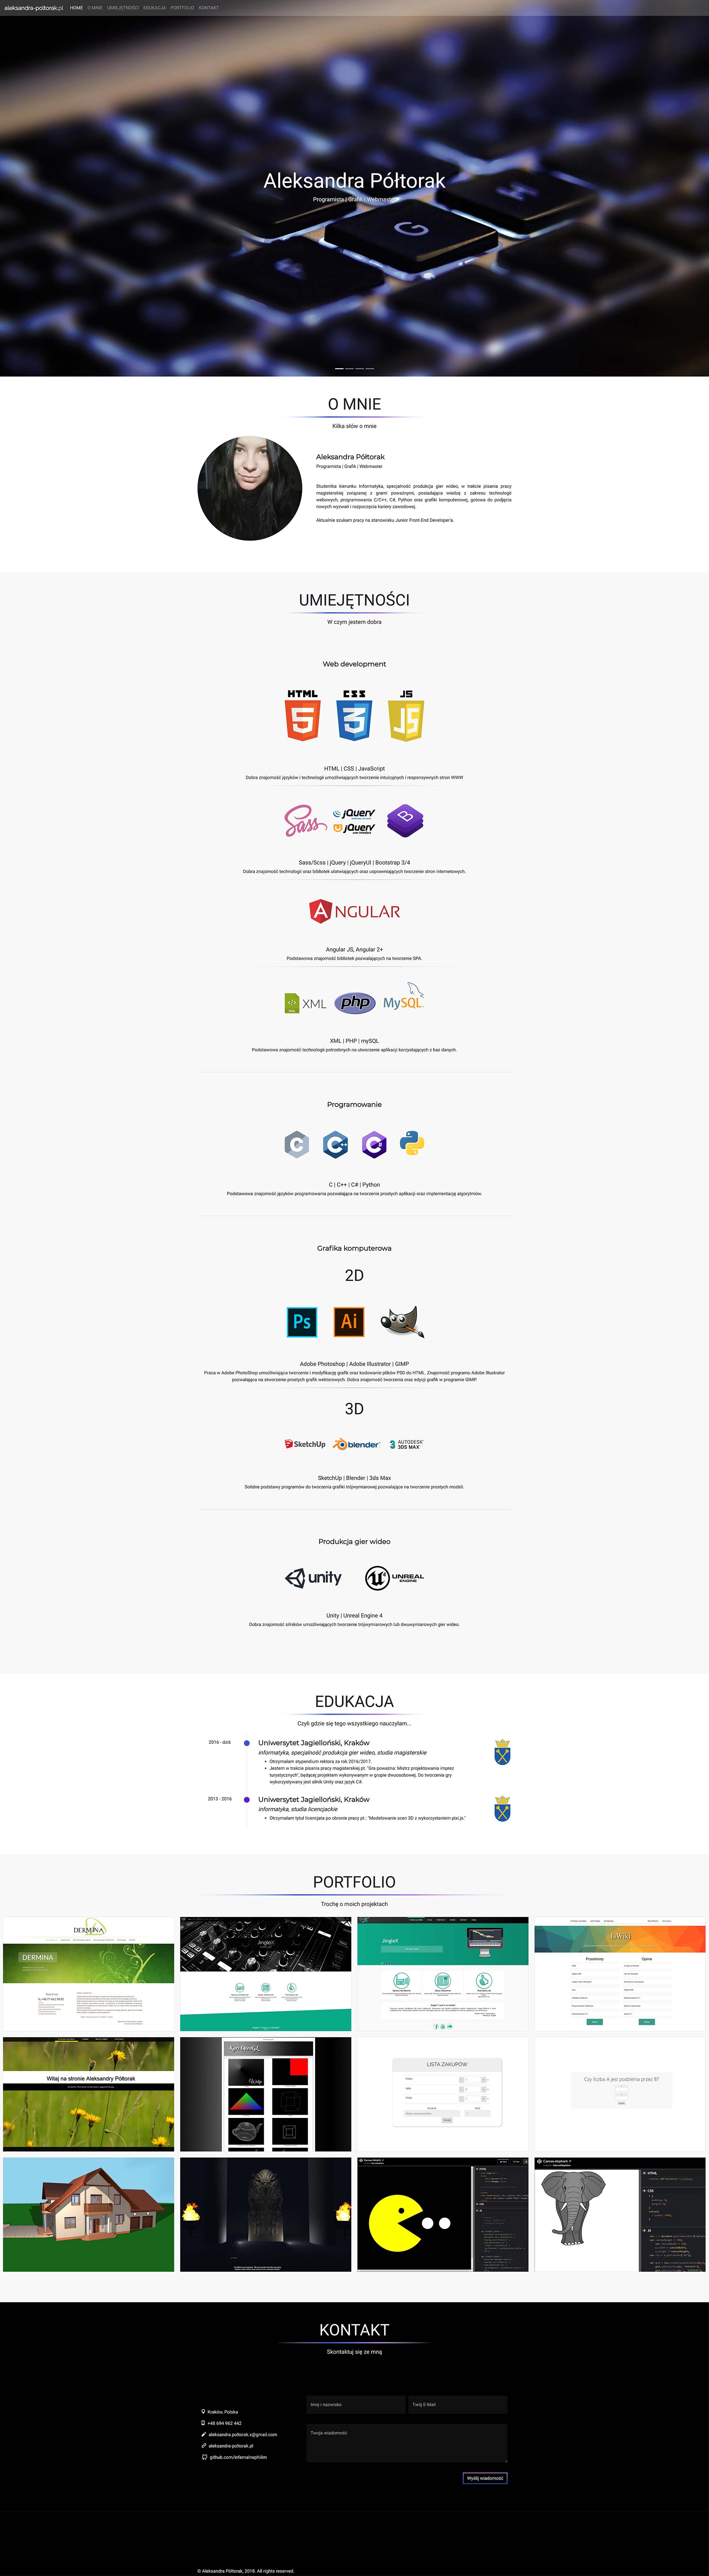 aleksandra-poltorak.pl HOME O MNIE UMIEJĘTNOŚCI EDUKACJA PORTFOLIO KONTAKT
Aleksandra Półtorak
Programista | Grafik | Webmaster
O MNIE
Kilka słów o mnie
Aleksandra Półtorak
Programista | Grafik | Webmaster
Studentka kierunku Informatyka, specjalność produkcja gier wideo, w trakcie pisania pracy
magisterskiej związanej z grami poważnymi, posiadająca wiedzę z zakresu technologii
webowych, programowania C/C++, C#, Python oraz grafiki komputerowej, gotowa do podjęcia
nowych wyzwań i rozpoczęcia kariery zawodowej.
Aktualnie szukam pracy na stanowisku Junior Front-End Developer'a.
UMIEJĘTNOŚCI
W czym jestem dobra
Web development
HTML CSS JS
5 3 JS
HTML | CSS | JavaScript
Dobra znajomość języków i technologii umożliwiających tworzenie intuicyjnych i responsywnych stron WWW
Sass jQuery B
jQuery
Sass/Scss | jQuery | jQueryUI | Bootstrap 3/4
Dobra znajomość technologii oraz bibliotek ułatwiających oraz usprawniających tworzenie stron internetowych.
ANGULAR
Angular JS, Angular 2+
Podstawowa znajomość bibliotek pozwalających na tworzenie SPA.
XML php MySQL
XML | PHP | mySQL
Podstawowa znajomość technologii potrzebnych na utworzenie aplikacji korzystających z baz danych.
Programowanie
C C++ C#
C | C++ | C# | Python
Podstawowa znajomość języków programowania pozwalająca na tworzenie prostych aplikacji oraz implementację algorytmów.
Grafika komputerowa
2D
Ps Ai
Adobe Photoshop | Adobe Illustrator | GIMP
Praca w Adobe PhotoShop umożliwiająca tworzenie i modyfikację grafik oraz kodowanie plików PSD do HTML. Znajomość programu Adobe Illustrator
pozwalająca na stworzenie prostych grafik wektorowych. Dobra znajomość tworzenia oraz edycji grafik w programie GIMP.
3D
SketchUp blender AUTODESK
3 3DS MAX
SketchUp | Blender | 3ds Max
Solidne podstawy programów do tworzenia grafiki trójwymiarowej pozwalające na tworzenie prostych modeli.
Produkcja gier wideo
unity UNREAL
ENGINE
Unity | Unreal Engine 4
Dobra znajomość silników umożliwiających tworzenie trójwymiarowych lub dwuwymiarowych gier wideo.
EDUKACJA
Czyli gdzie się tego wszystkiego nauczyłam...
2016 - dziś Uniwersytet Jagielloński, Kraków
informatyka, specjalność produkcja gier wideo, studia magisterskie
Otrzymałam stypendium rektora za rok 2016/2017.
Jestem w trakcie pisania pracy magisterskiej pt. "Gra poważna: Mistrz projektowania imprez
turystycznych", będącej projektem wykonywanym w grupie dwuosobowej. Do tworzenia gry
wykorzystywany jest silnik Unity oraz język C#.
2013 - 2016 Uniwersytet Jagielloński, Kraków
informatyka, studia licencjackie
Otrzymałam tytuł licencjata po obronie pracy pt.: "Modelowanie scen 3D z wykorzystaniem pixi.js."
PORTFOLIO
Trochę o moich projektach
DERMINA
DERMINA
JingleX
JingleX
UWiki
Przedmioty Opinie
Witaj na stronie Aleksandry Półtorak
LISTA ZAKUPÓW
Czy liczba A jest podzielna przez B?
KONTAKT
Skontaktuj się ze mną
Kraków, Polska
+48 694 962 442
aleksandra.poltorak.x@gmail.com
aleksandra-poltorak.pl
github.com/infernalnephilim
Imię i nazwisko
Twój E-Mail
Twoja wiadomość
Wyślij wiadomość
© Aleksandra Półtorak, 2018. All rights reserved.